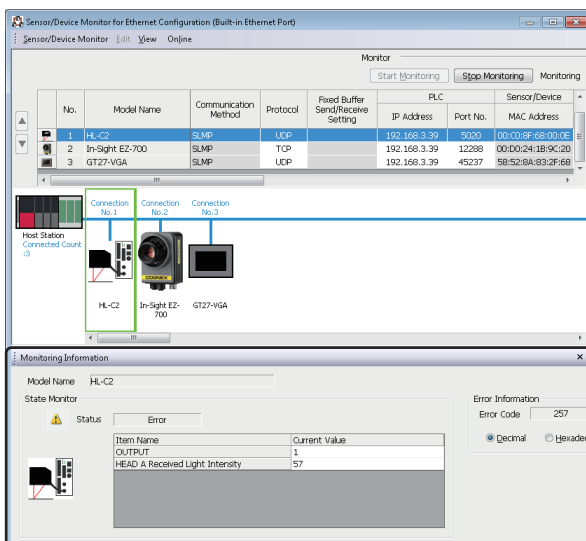 Sensor/Device Monitor for Ethernet Configuration (Built-in Ethernet Port)
Sensor/Device Monitor Edit View Online
Monitor
Start Monitoring Stop Monitoring Monitoring
No. Model Name Communication Method Protocol Fixed Buffer Send/Receive Setting PLC Sensor/Device
IP Address Port No. MAC Address
1 HL-C2 SLMP UDP 192.168.3.39 5020 00:C0:8F:68:00:0E
2 In-Sight EZ-700 SLMP TCP 192.168.3.39 12288 00:D0:24:1B:9C:20
3 GT27-VGA SLMP UDP 192.168.3.39 45237 58:52:8A:83:2F:68
Connection Connection Connection
No.1 No.2 No.3
Host Station
Connected Count
:3
COGNEX
HL-C2 In-Sight EZ- GT27-VGA
700
Monitoring Information
Model Name HL-C2
State Monitor Error Information
Status Error Error Code 257
Decimal Hexadec
Item Name Current Value
OUTPUT 1
HEAD A Received Light Intensity 57